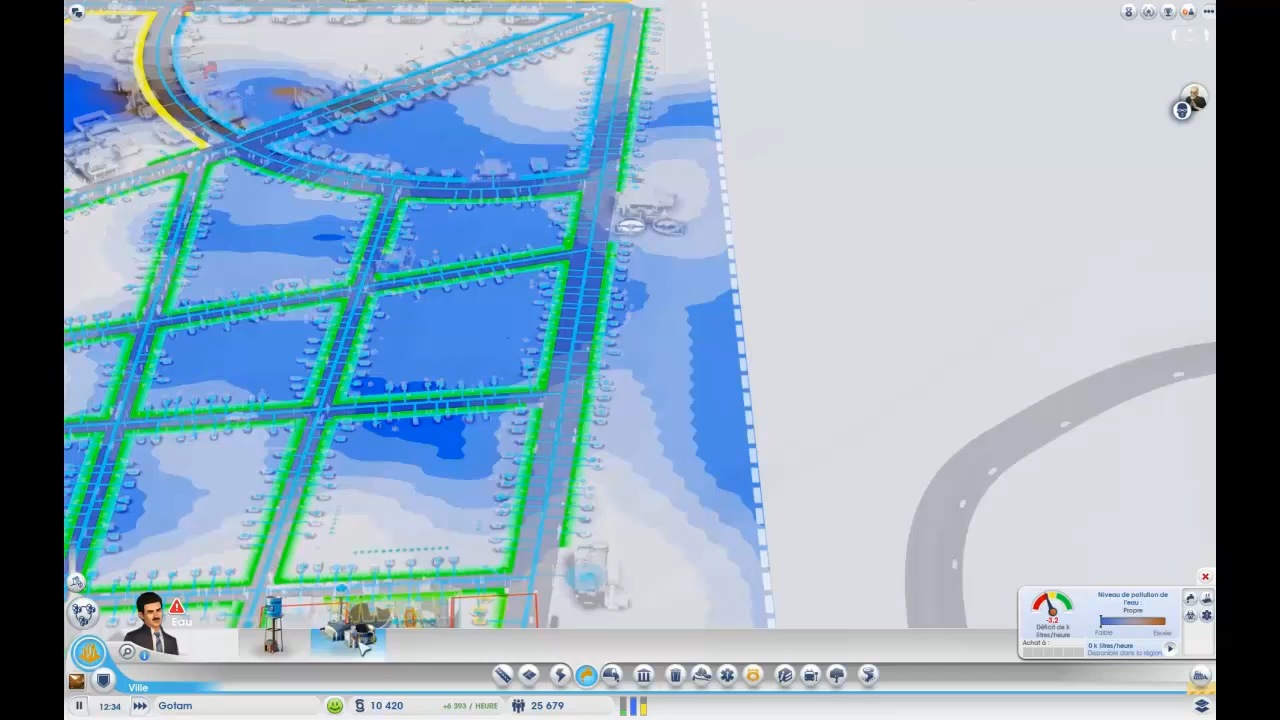 Eau
Niveau de pollution de
l'eau :
Propre
-3,2
Déficit de k
litres/heure
Faible
Élevée
Achat à :
0 k litres/heure
Disponible dans la région
Ville
12:34
Gotam
10 420
+6 393 / HEURE
25 679